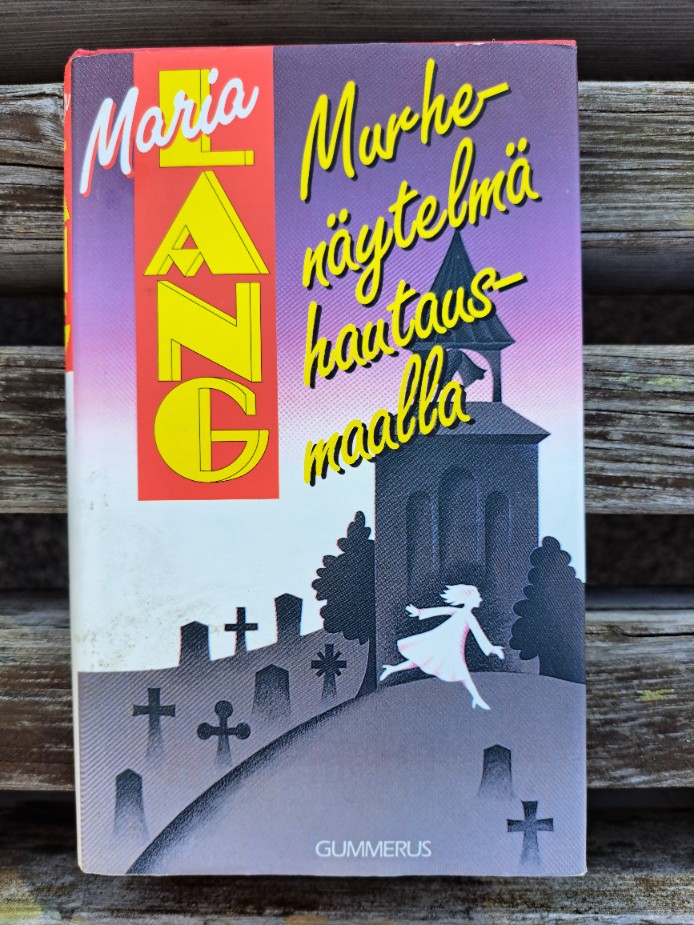 Maria
LANG
Murhe-
näytelmä
hautaus-
maalla
GUMMERUS